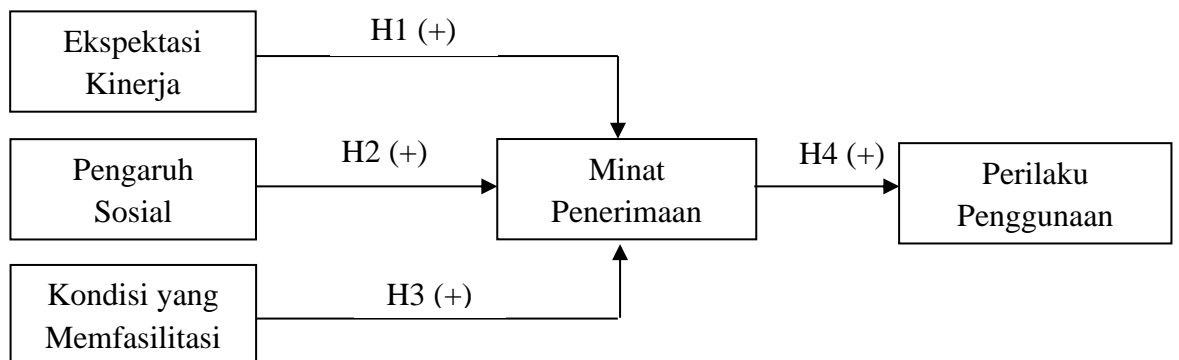 Ekspektasi
Kinerja
H1 (+)
Pengaruh
Sosial
H2 (+)
Minat
Penerimaan
H4 (+)
Perilaku
Penggunaan
Kondisi yang
Memfasilitasi
H3 (+)